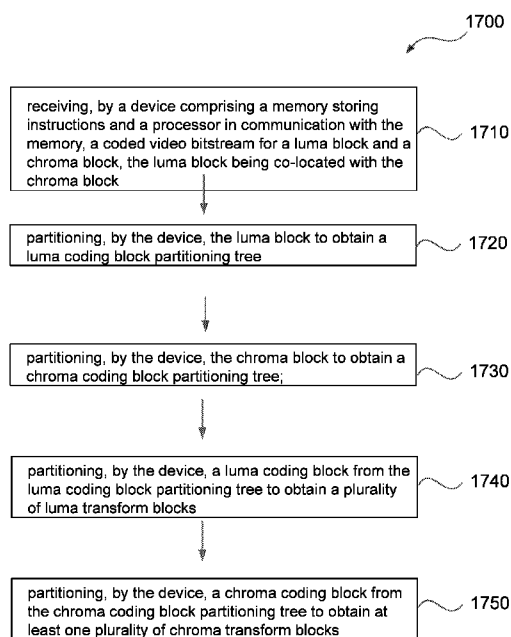 1700
receiving, by a device comprising a memory storing
instructions and a processor in communication with the
memory, a coded video bitstream for a luma block and a
chroma block, the luma block being co-located with the
chroma block
1710
partitioning, by the device, the luma block to obtain a
luma coding block partitioning tree
1720
partitioning, by the device, the chroma block to obtain a
chroma coding block partitioning tree;
1730
partitioning, by the device, a luma coding block from the
luma coding block partitioning tree to obtain a plurality
of luma transform blocks
1740
partitioning, by the device, a chroma coding block from
the chroma coding block partitioning tree to obtain at
least one plurality of chroma transform blocks
1750